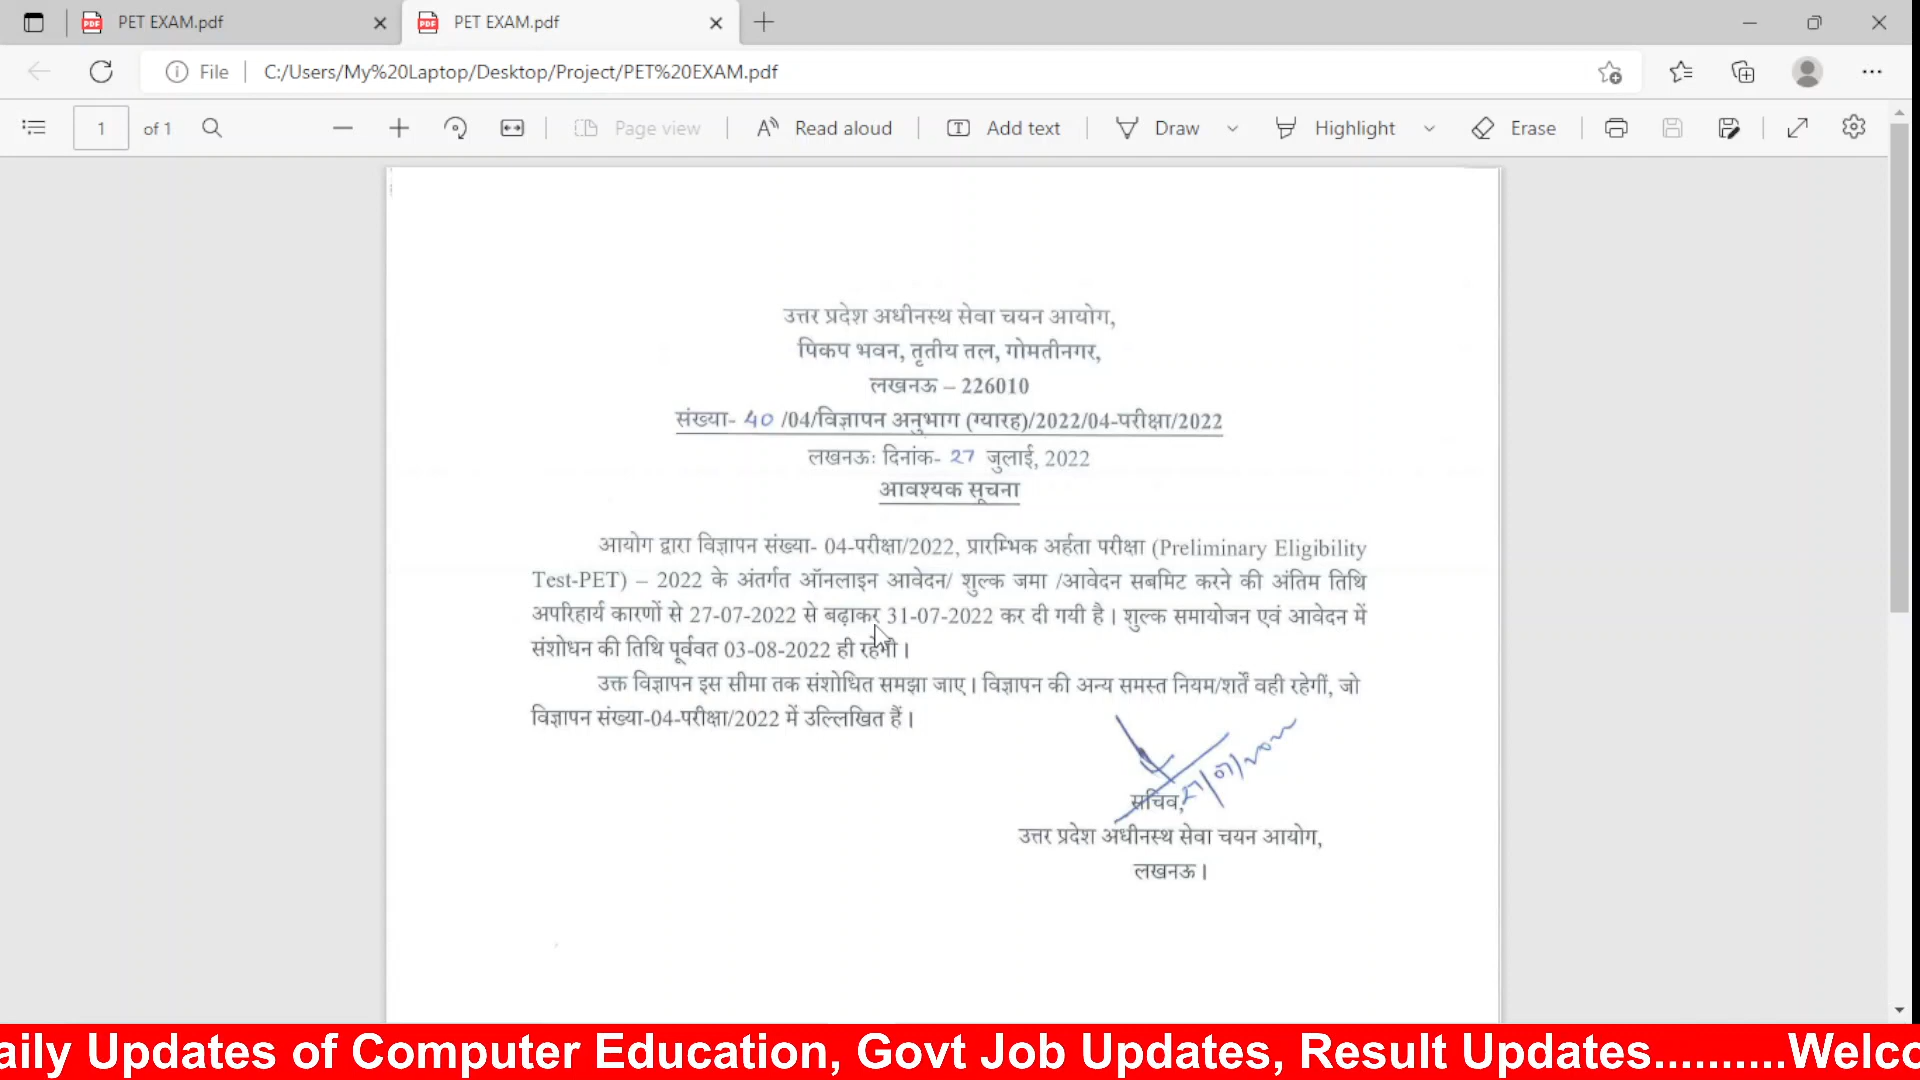 PET EXAM.pdf
PET EXAM.pdf
File
C:/Users/My%20Laptop/Desktop/Project/PET%20EXAM.pdf
1 of 1
Page view
Read aloud
Add text
Draw
Highlight
Erase
उत्तर प्रदेश अधीनस्थ सेवा चयन आयोग,
पिकप भवन, तृतीय तल, गोमतीनगर,
लखनऊ – 226010
संख्या- 40 /04/विज्ञापन अनुभाग (ग्यारह)/2022/04-परीक्षा/2022
लखनऊः दिनांक- 27 जुलाई, 2022
आवश्यक सूचना
आयोग द्वारा विज्ञापन संख्या- 04-परीक्षा/2022, प्रारम्भिक अर्हता परीक्षा (Preliminary Eligibility
Test-PET) – 2022 के अंतर्गत ऑनलाइन आवेदन/ शुल्क जमा /आवेदन सबमिट करने की अंतिम तिथि
अपरिहार्य कारणों से 27-07-2022 से बढ़ाकर 31-07-2022 कर दी गयी है। शुल्क समायोजन एवं आवेदन में
संशोधन की तिथि पूर्ववत 03-08-2022 ही रहेगी।
उक्त विज्ञापन इस सीमा तक संशोधित समझा जाए। विज्ञापन की अन्य समस्त नियम/शर्तें वही रहेगीं, जो
विज्ञापन संख्या-04-परीक्षा/2022 में उल्लिखित हैं।
27/07/2022
सचिव,
उत्तर प्रदेश अधीनस्थ सेवा चयन आयोग,
लखनऊ।
aily Updates of Computer Education, Govt Job Updates, Result Updates..........Welco